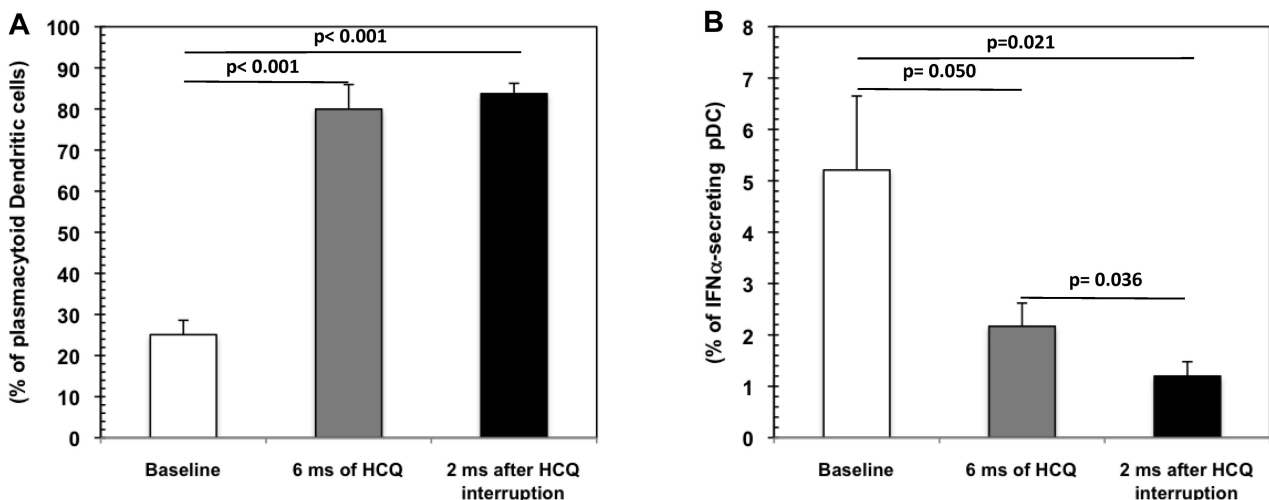 A
(% of plasmacytoid Dendritic cells)
100
90
80
70
60
50
40
30
20
10
0
p< 0.001
p< 0.001
Baseline
6 ms of HCQ
2 ms after HCQ
interruption
B
(% of IFNα-secreting pDC)
8
7
6
5
4
3
2
1
0
p=0.021
p= 0.050
p= 0.036
Baseline
6 ms of HCQ
2 ms after HCQ
interruption